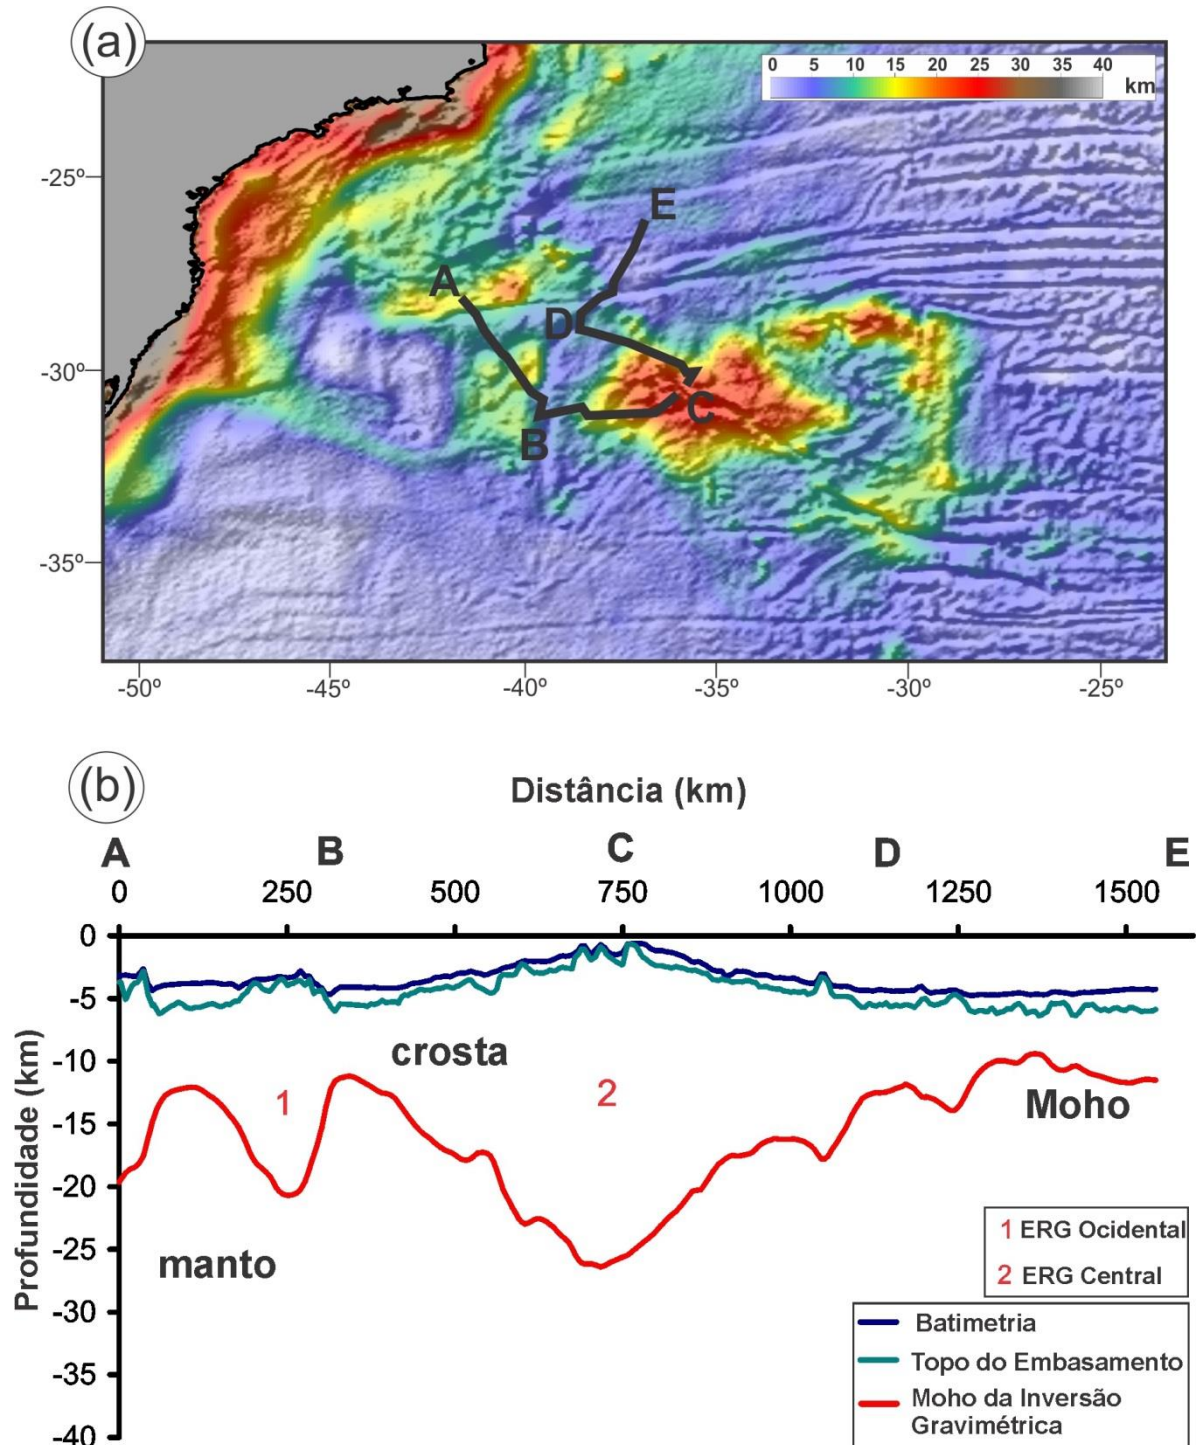 (a)
0 5 10 15 20 25 30 35 40
km
-25º
E
A
D
-30º
C
B
-35º
-50º -45º -40º -35º -30º -25º
(b)
Distância (km)
A B C D E
0 250 500 750 1000 1250 1500
0
-5
-10
-15
-20
-25
-30
-35
-40
Profundidade (km)
crosta
1
2
Moho
manto
1 ERG Ocidental
2 ERG Central
Batimetria
Topo do Embasamento
Moho da Inversão
Gravimétrica